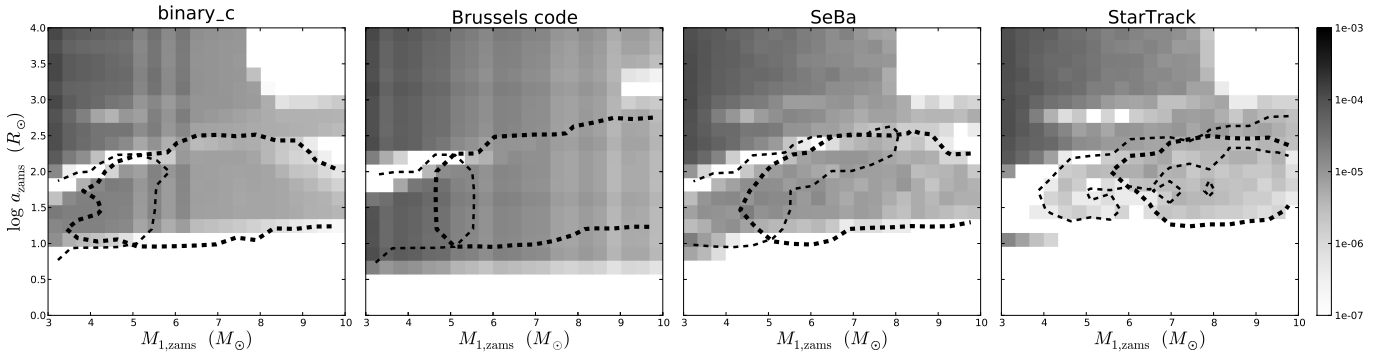 binary_c Brussels code SeBa StarTrack
4.0
3.5
3.0
2.5
2.0
1.5
1.0
0.5
0.0
log a_zams (R_⊙)
1e-03
1e-04
1e-05
1e-06
1e-07
3 4 5 6 7 8 9 10 3 4 5 6 7 8 9 10 3 4 5 6 7 8 9 10 3 4 5 6 7 8 9 10
M_1,zams (M_⊙) M_1,zams (M_⊙) M_1,zams (M_⊙) M_1,zams (M_⊙)